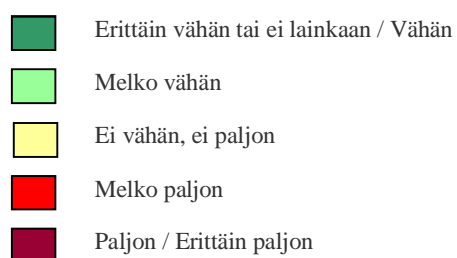 Erittäin vähän tai ei lainkaan / Vähän
Melko vähän
Ei vähän, ei paljon
Melko paljon
Paljon / Erittäin paljon